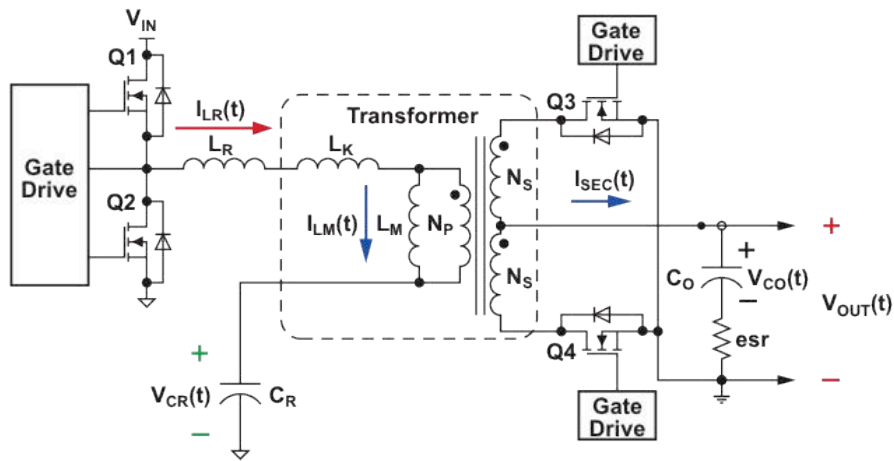 V_IN
Gate
Drive
Q1
Q3
I_LR(t)
Transformer
Gate
Drive
L_R
L_K
N_S
I_SEC(t)
Q2
I_LM(t)
L_M
N_P
+
+
C_O
V_CO(t)
N_S
−
V_OUT(t)
esr
Q4
+
V_CR(t)
C_R
−
−
Gate
Drive